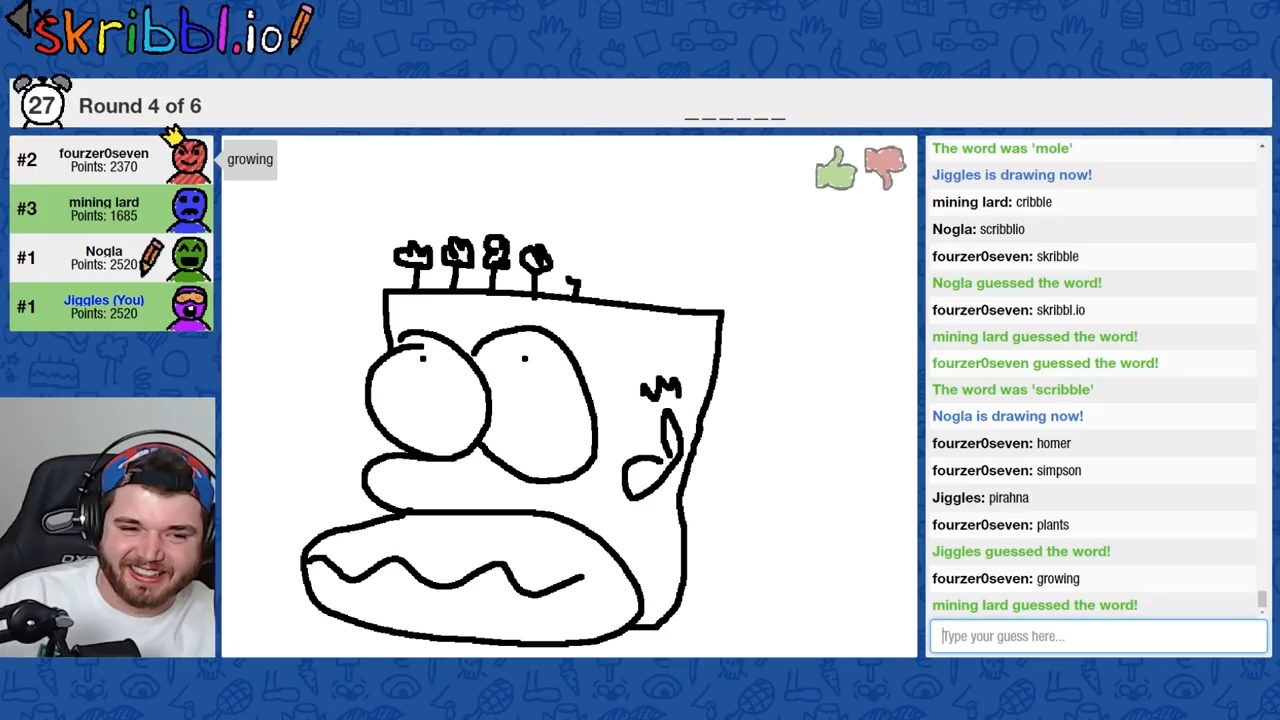 skribbl.io
27
Round 4 of 6
______
#2
fourzer0seven
Points: 2370
growing
#3
mining lard
Points: 1685
#1
Nogla
Points: 2520
#1
Jiggles (You)
Points: 2520
The word was 'mole'
Jiggles is drawing now!
mining lard: cribble
Nogla: scribblio
fourzer0seven: skribble
Nogla guessed the word!
fourzer0seven: skribbl.io
mining lard guessed the word!
fourzer0seven guessed the word!
The word was 'scribble'
Nogla is drawing now!
fourzer0seven: homer
fourzer0seven: simpson
Jiggles: pirahna
fourzer0seven: plants
Jiggles guessed the word!
fourzer0seven: growing
mining lard guessed the word!
Type your guess here...